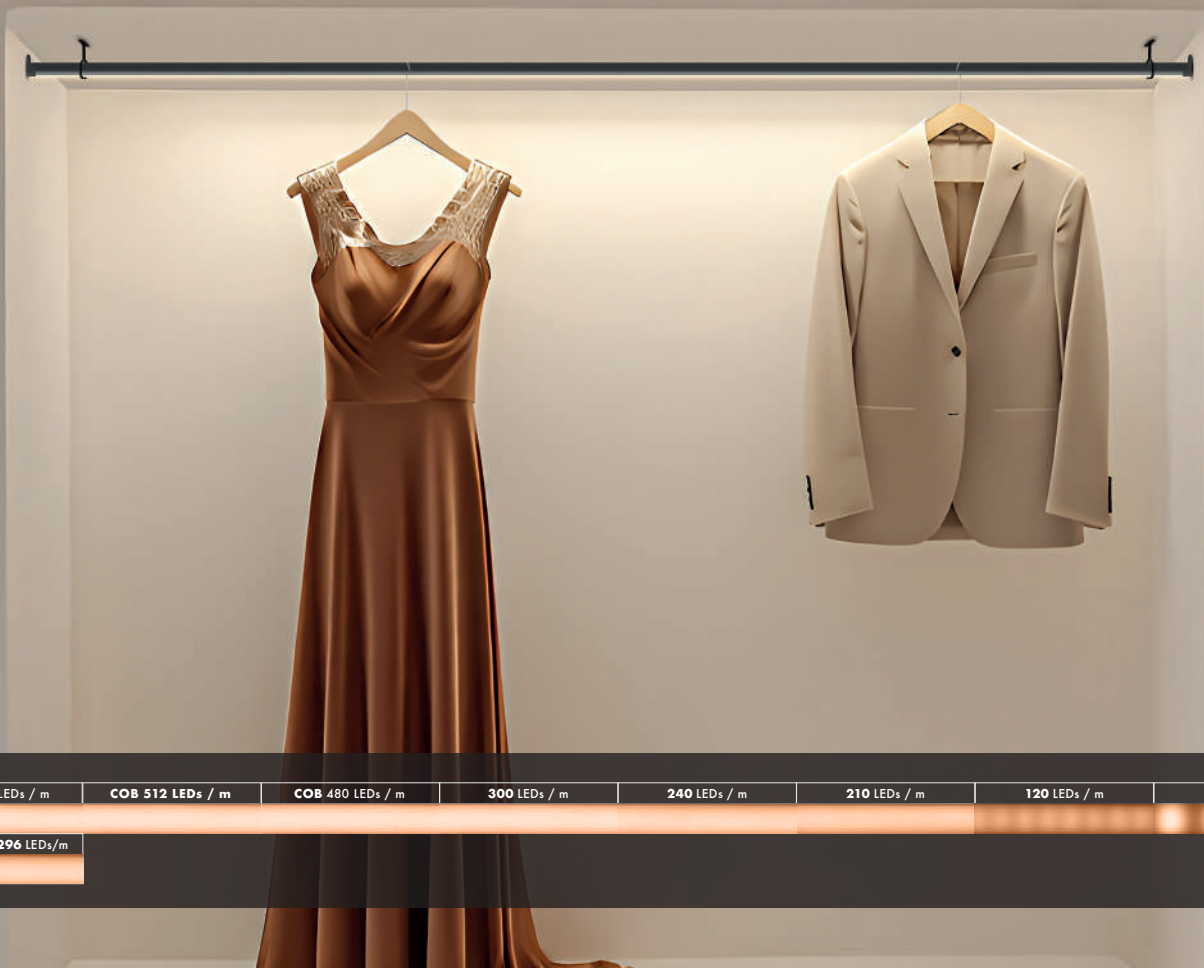 LEDs / m
COB 512 LEDs / m
COB 480 LEDs / m
300 LEDs / m
240 LEDs / m
210 LEDs / m
120 LEDs / m
296 LEDs/m